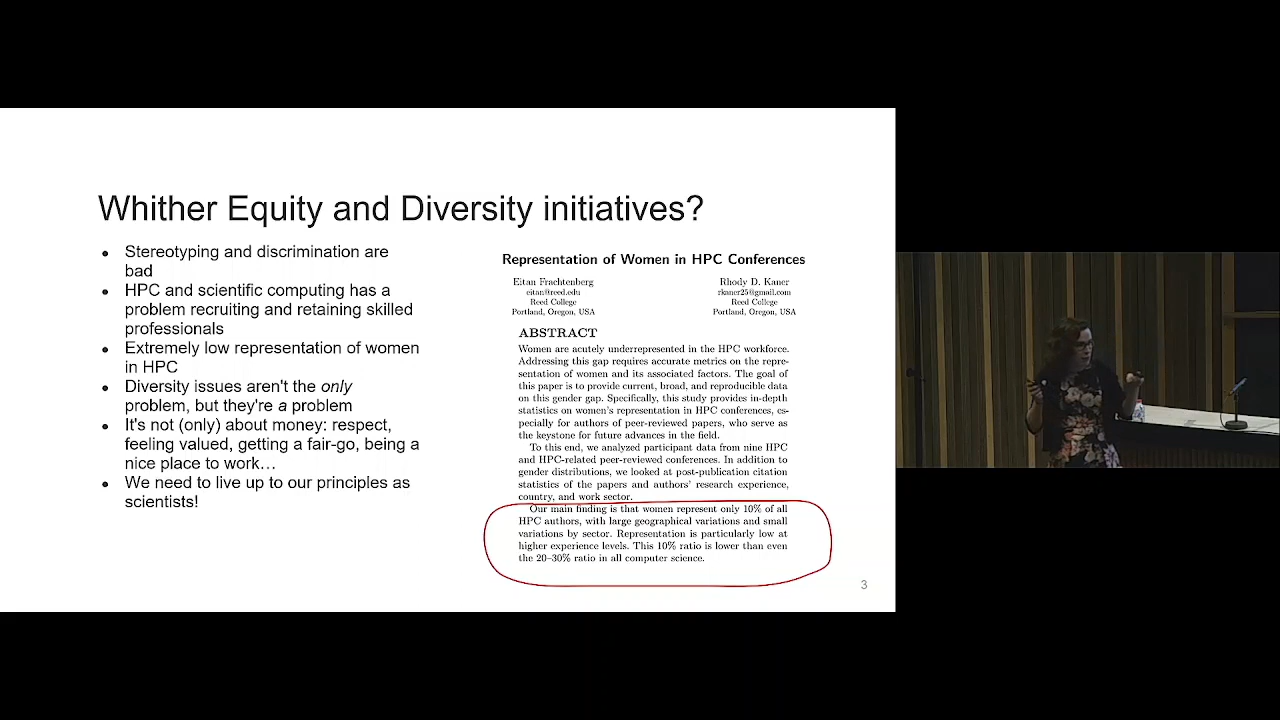 Whither Equity and Diversity initiatives?
Stereotyping and discrimination are
bad
HPC and scientific computing has a
problem recruiting and retaining skilled
professionals
Extremely low representation of women
in HPC
Diversity issues aren't the only
problem, but they're a problem
It's not (only) about money: respect,
feeling valued, getting a fair-go, being a
nice place to work…
We need to live up to our principles as
scientists!
Representation of Women in HPC Conferences
Eitan Frachtenberg
eitan@reed.edu
Reed College
Portland, Oregon, USA
Rhody D. Kaner
rkaner25@gmail.com
Reed College
Portland, Oregon, USA
ABSTRACT
Women are acutely underrepresented in the HPC workforce.
Addressing this gap requires accurate metrics on the repre-
sentation of women and its associated factors. The goal of
this paper is to provide current, broad, and reproducible data
on this gender gap. Specifically, this study provides in-depth
statistics on women's representation in HPC conferences, es-
pecially for authors of peer-reviewed papers, who serve as
the keystone for future advances in the field.
To this end, we analyzed participant data from nine HPC
and HPC-related peer-reviewed conferences. In addition to
gender distributions, we looked at post-publication citation
statistics of the papers and authors' research experience,
country, and work sector.
Our main finding is that women represent only 10% of all
HPC authors, with large geographical variations and small
variations by sector. Representation is particularly low at
higher experience levels. This 10% ratio is lower than even
the 20–30% ratio in all computer science.
3